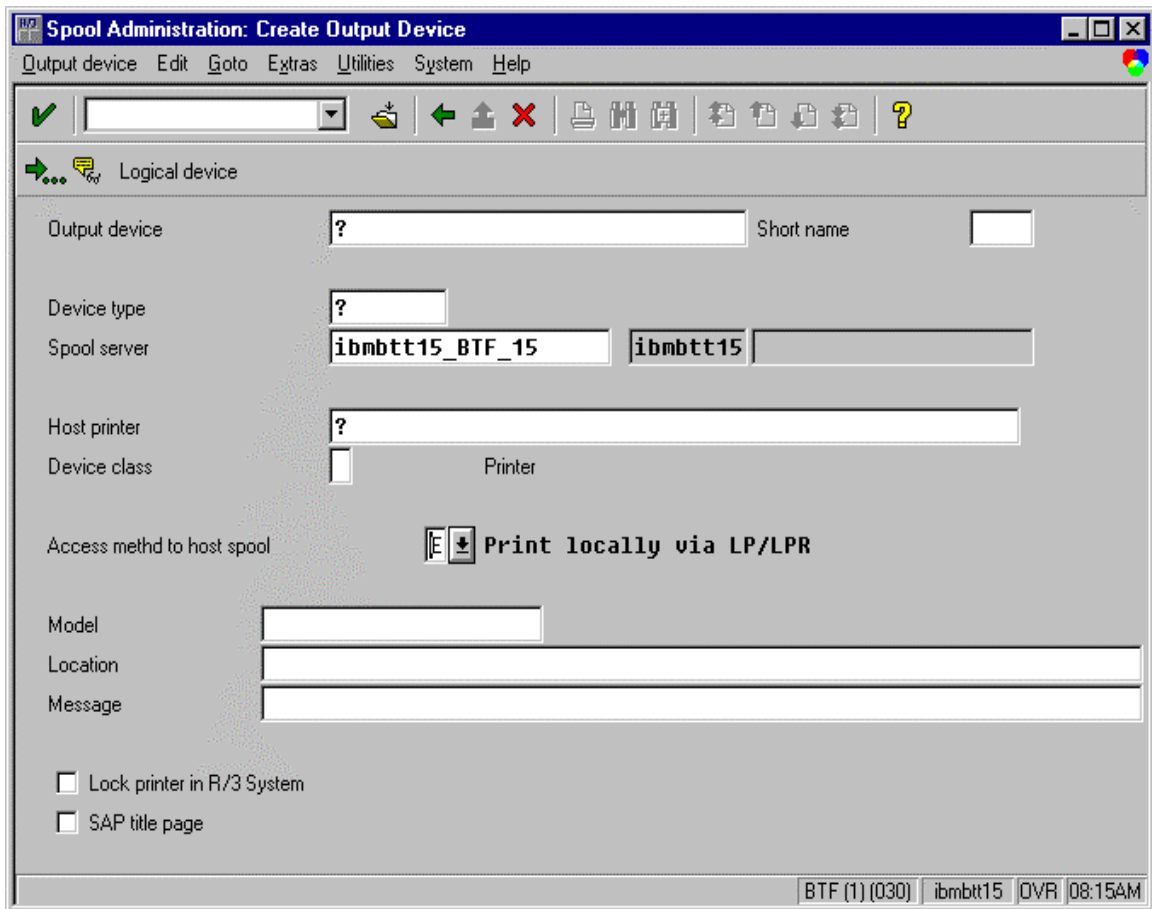 Spool Administration: Create Output Device
Output device Edit Goto Extras Utilities System Help
Logical device
Output device ? Short name
Device type ?
Spool server ibmbtt15_BTF_15 ibmbtt15
Host printer ?
Device class Printer
Access methd to host spool E Print locally via LP/LPR
Model
Location
Message
Lock printer in R/3 System
SAP title page
BTF (1) (030) ibmbtt15 OVR 08:15AM